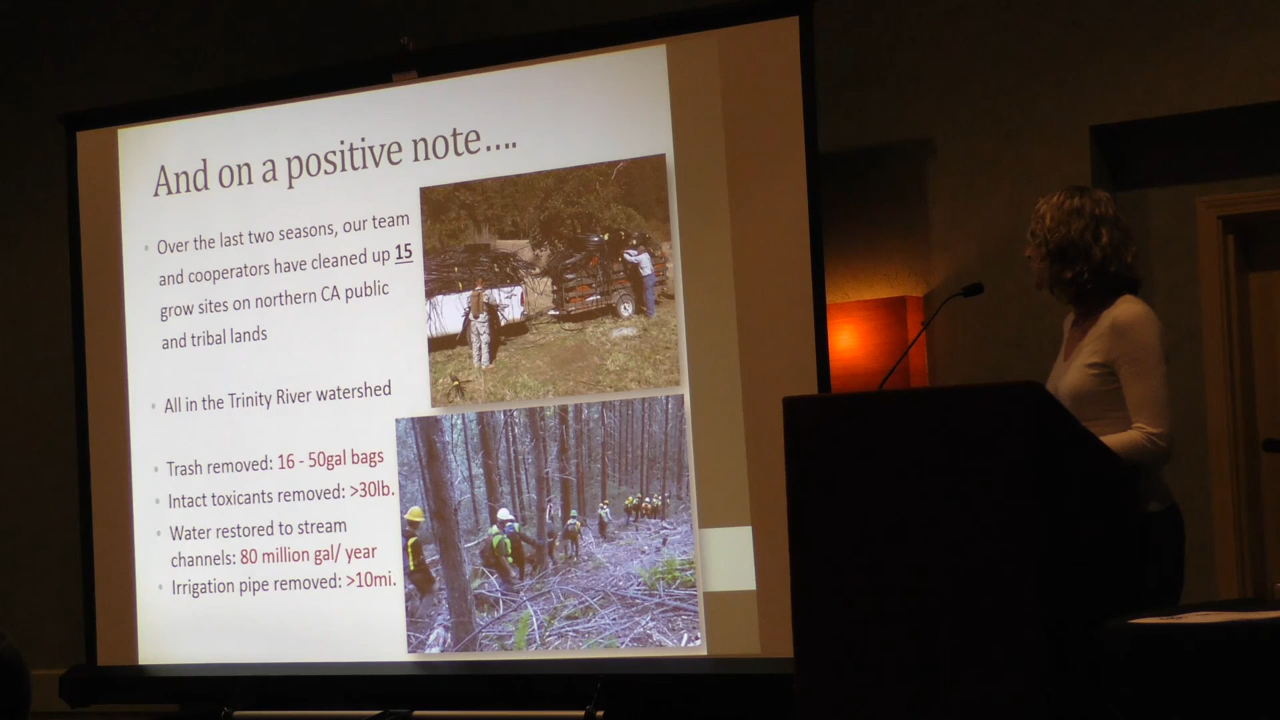 And on a positive note....
Over the last two seasons, our team
and cooperators have cleaned up 15
grow sites on northern CA public
and tribal lands
All in the Trinity River watershed
Trash removed: 16 - 50gal bags
Intact toxicants removed: >30lb.
Water restored to stream
channels: 80 million gal/ year
Irrigation pipe removed: >10mi.